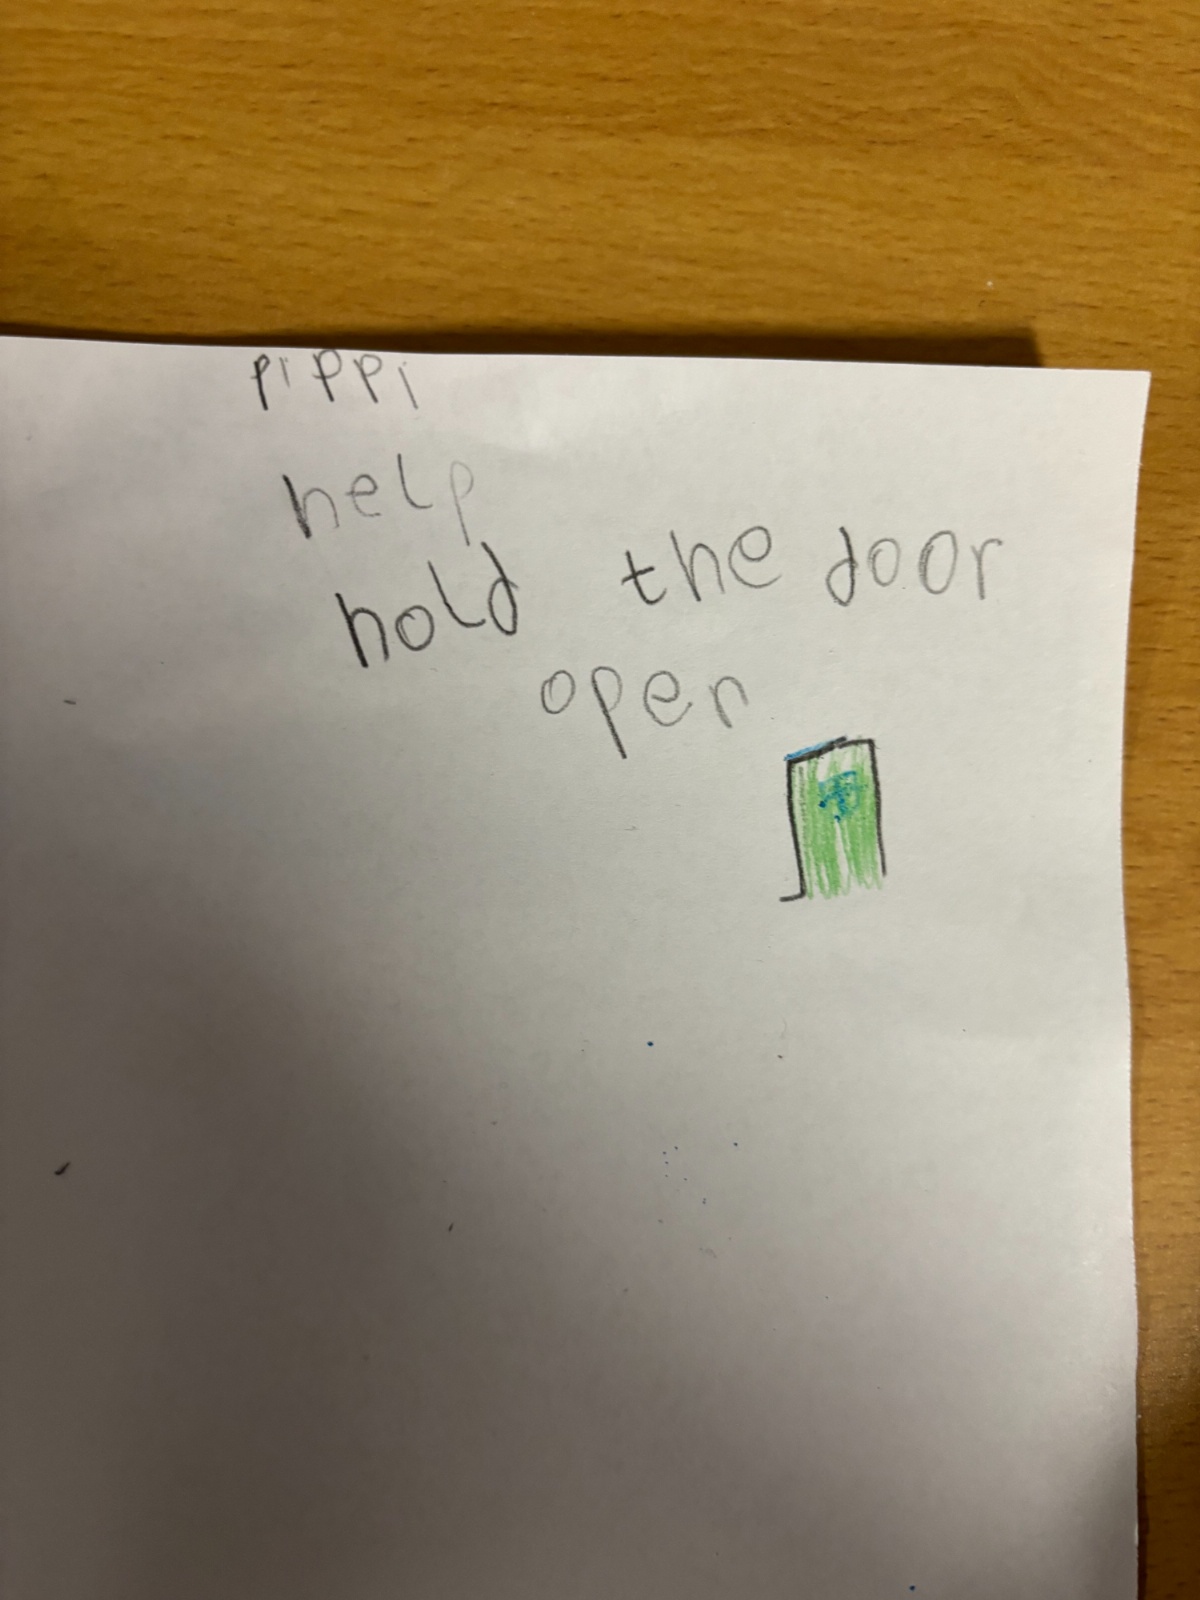 pippi
help
hold the door
open